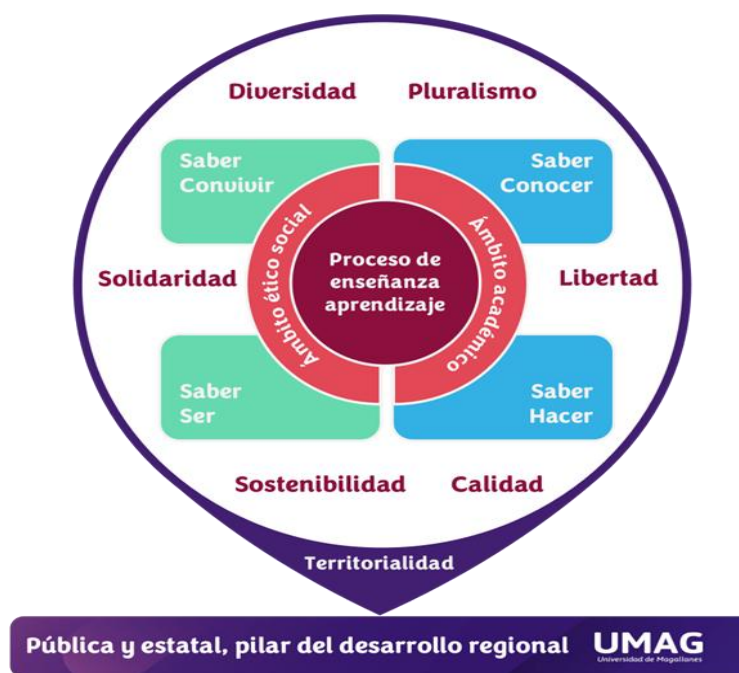 Diversidad
Pluralismo
Saber
Convivir
Saber
Conocer
Ámbito ético social
Proceso de
enseñanza
aprendizaje
Ámbito académico
Solidaridad
Libertad
Saber
Ser
Saber
Hacer
Sostenibilidad
Calidad
Territorialidad
Pública y estatal, pilar del desarrollo regional
UMAG
Universidad de Magallanes